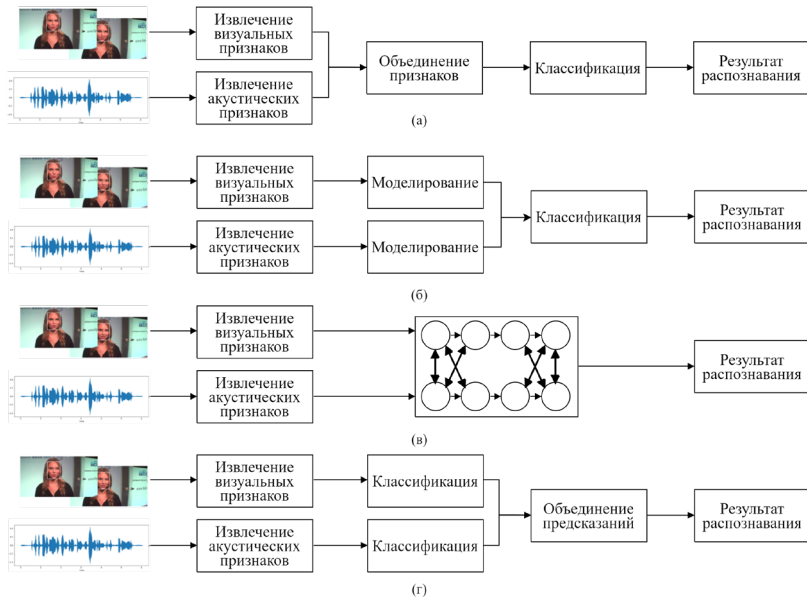 Извлечение
визуальных
признаков
Извлечение
акустических
признаков
Объединение
признаков
Классификация
Результат
распознавания
(а)
Извлечение
визуальных
признаков
Моделирование
Извлечение
акустических
признаков
Моделирование
Классификация
Результат
распознавания
(б)
Извлечение
визуальных
признаков
Извлечение
акустических
признаков
Результат
распознавания
(в)
Извлечение
визуальных
признаков
Классификация
Извлечение
акустических
признаков
Классификация
Объединение
предсказаний
Результат
распознавания
(г)